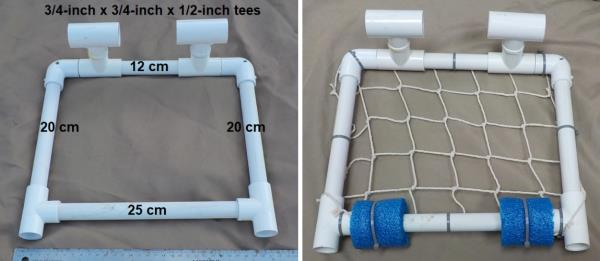 3/4-inch x 3/4-inch x 1/2-inch tees
12 cm
20 cm
20 cm
25 cm